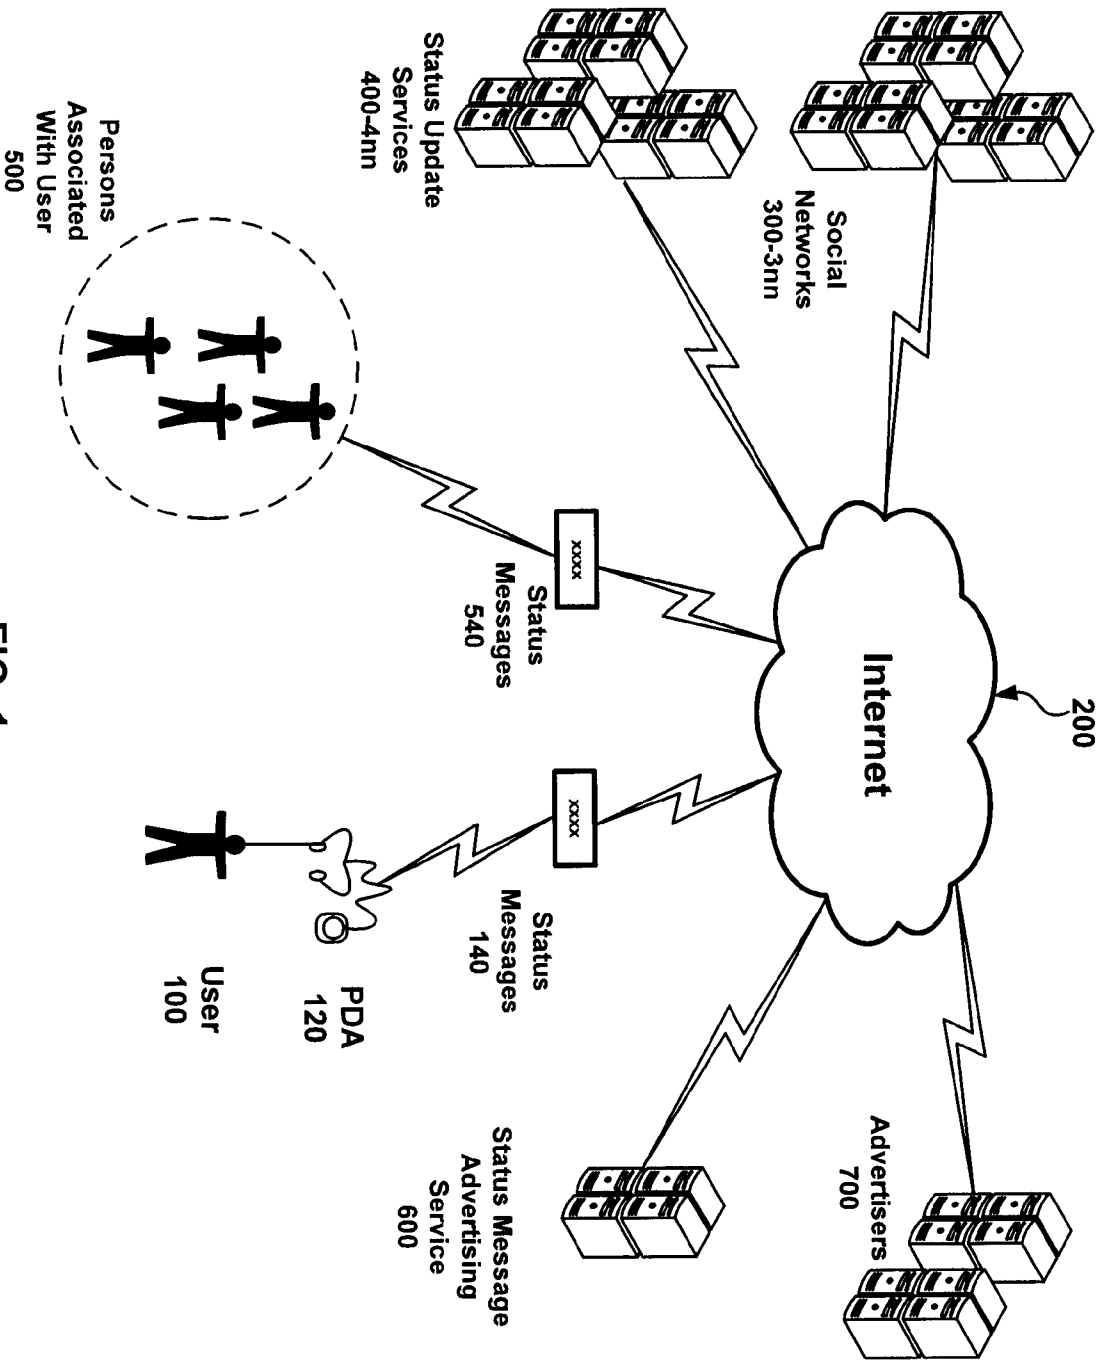 200
Social
Networks
300-3nn
Internet
Advertisers
700
Status Update
Services
400-4nn
xxxx
Status
Messages
540
xxxx
Status
Messages
140
Status Message
Advertising
Service
600
Persons
Associated
With User
500
PDA
120
User
100
FIG. 1